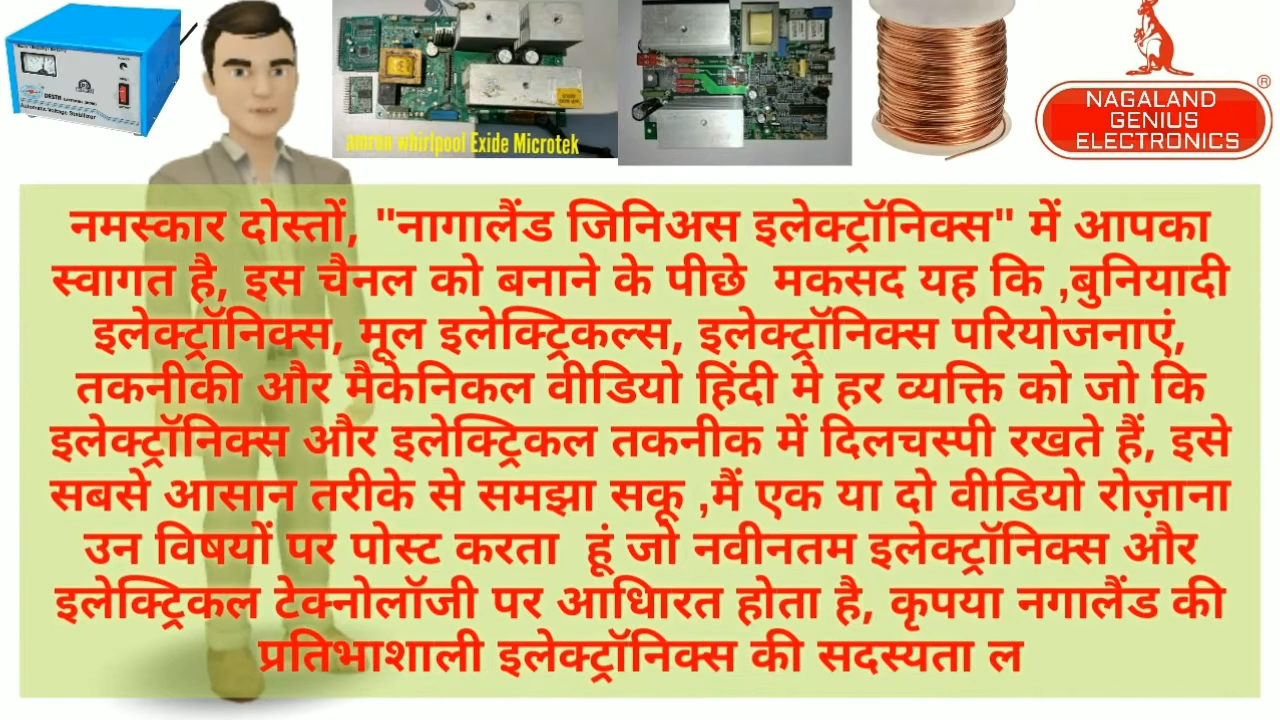 amron whirlpool Exide Microtek
NAGALAND
GENIUS
ELECTRONICS
®
नमस्कार दोस्तों, "नागालैंड जिनिअस इलेक्ट्रॉनिक्स" में आपका
स्वागत है, इस चैनल को बनाने के पीछे मकसद यह कि ,बुनियादी
इलेक्ट्रॉनिक्स, मूल इलेक्ट्रिकल्स, इलेक्ट्रॉनिक्स परियोजनाएं,
तकनीकी और मैकेनिकल वीडियो हिंदी मे हर व्यक्ति को जो कि
इलेक्ट्रॉनिक्स और इलेक्ट्रिकल तकनीक में दिलचस्पी रखते हैं, इसे
सबसे आसान तरीके से समझा सकू ,मैं एक या दो वीडियो रोज़ाना
उन विषयों पर पोस्ट करता हूं जो नवीनतम इलेक्ट्रॉनिक्स और
इलेक्ट्रिकल टेक्नोलॉजी पर आधािरत होता है, कृपया नगालैंड की
प्रतिभाशाली इलेक्ट्रॉनिक्स की सदस्यता ल